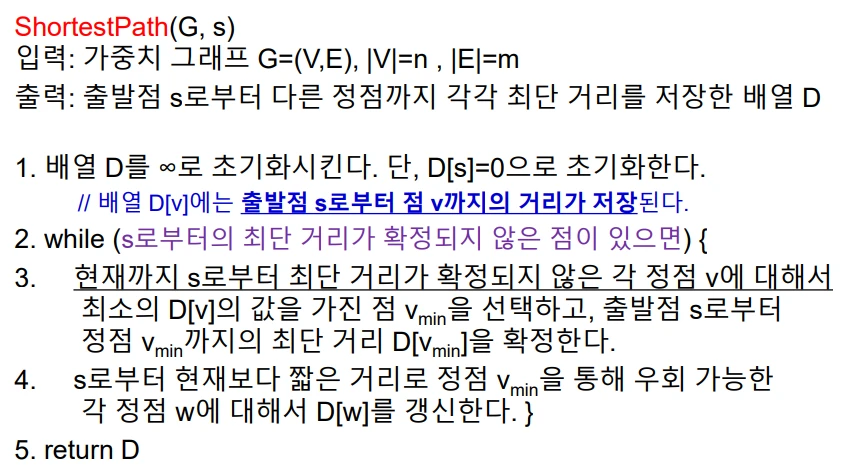 ShortestPath(G, s)
입력: 가중치 그래프 G=(V,E), |V|=n , |E|=m
출력: 출발점 s로부터 다른 정점까지 각각 최단 거리를 저장한 배열 D
1. 배열 D를 ∞로 초기화시킨다. 단, D[s]=0으로 초기화한다.
// 배열 D[v]에는 출발점 s로부터 점 v까지의 거리가 저장된다.
2. while (s로부터의 최단 거리가 확정되지 않은 점이 있으면) {
3. 현재까지 s로부터 최단 거리가 확정되지 않은 각 정점 v에 대해서
최소의 D[v]의 값을 가진 점 vmin을 선택하고, 출발점 s로부터
정점 vmin까지의 최단 거리 D[vmin]을 확정한다.
4. s로부터 현재보다 짧은 거리로 정점 vmin을 통해 우회 가능한
각 정점 w에 대해서 D[w]를 갱신한다. }
5. return D